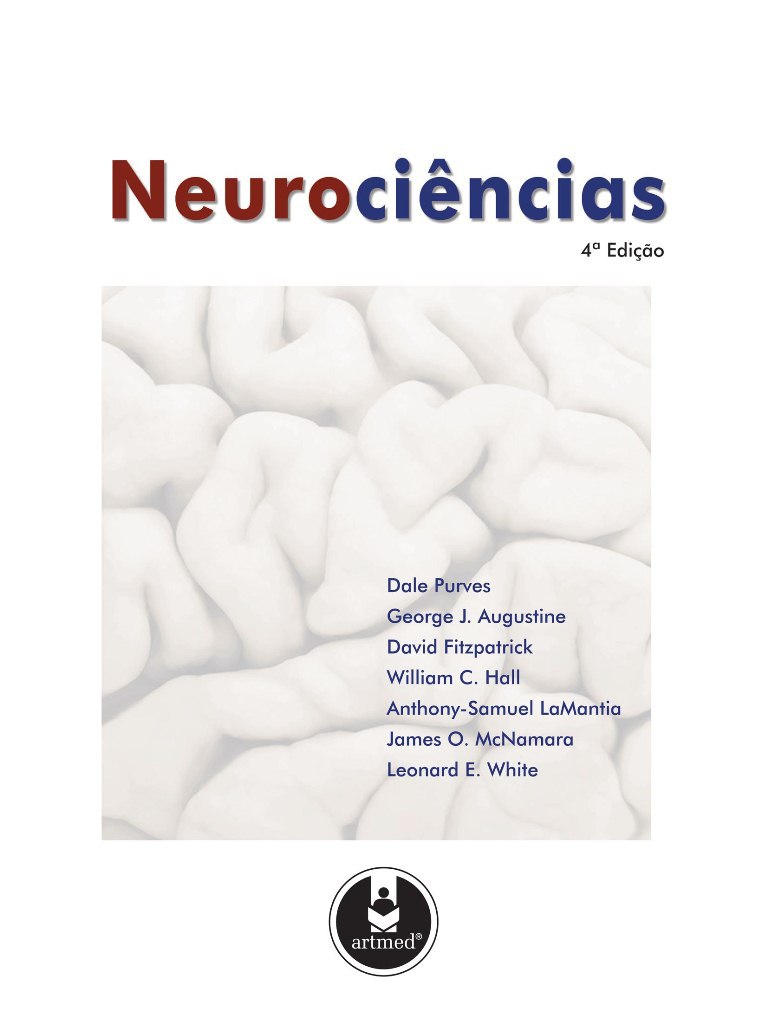 Neurociências
4ª Edição
Dale Purves
George J. Augustine
David Fitzpatrick
William C. Hall
Anthony-Samuel LaMantia
James O. McNamara
Leonard E. White
artmed®